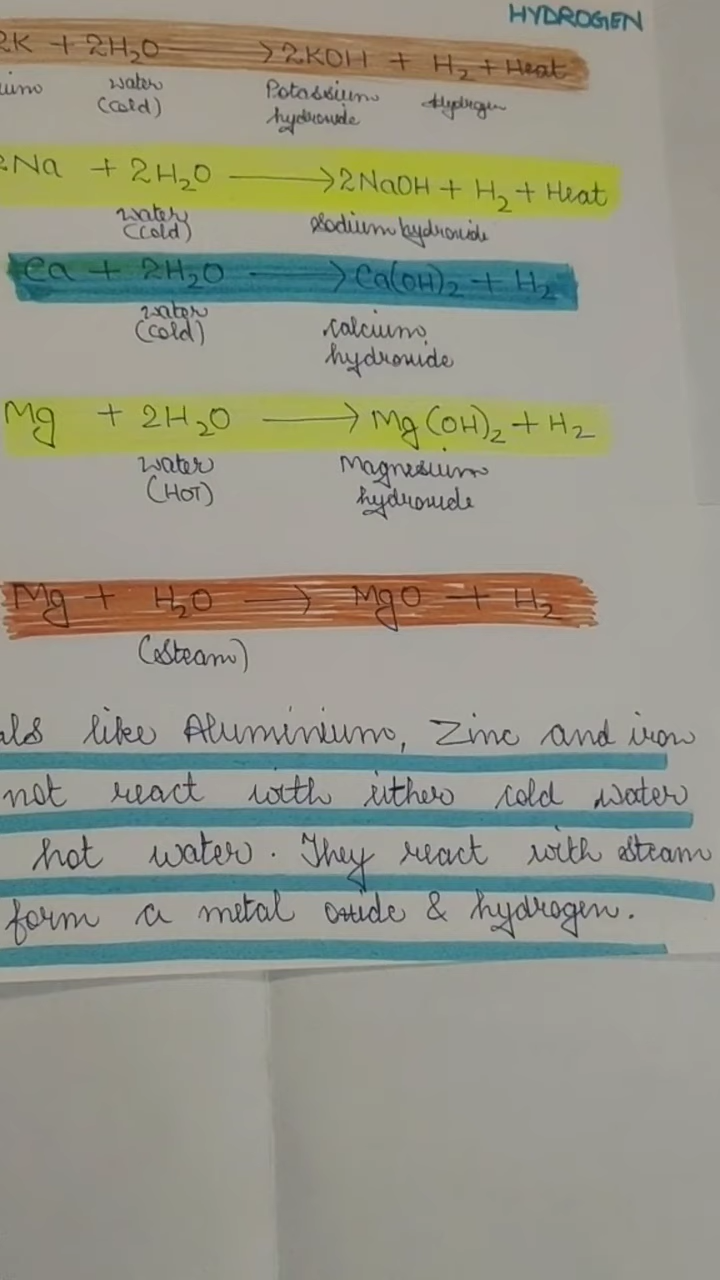 HYDROGEN
2K + 2H₂O → 2KOH + H₂ + Heat
water Potassium Hydrogen
(cold) hydroxide
2Na + 2H₂O → 2NaOH + H₂ + Heat
water sodium hydroxide
(cold)
Ca + 2H₂O → Ca(OH)₂ + H₂
water calcium
(cold) hydroxide
Mg + 2H₂O → Mg(OH)₂ + H₂
water Magnesium
(HOT) hydroxide
Mg + H₂O → MgO + H₂
(steam)
als like Aluminium, Zinc and iron
not react with either cold water
hot water. They react with steam
form a metal oxide & hydrogen.